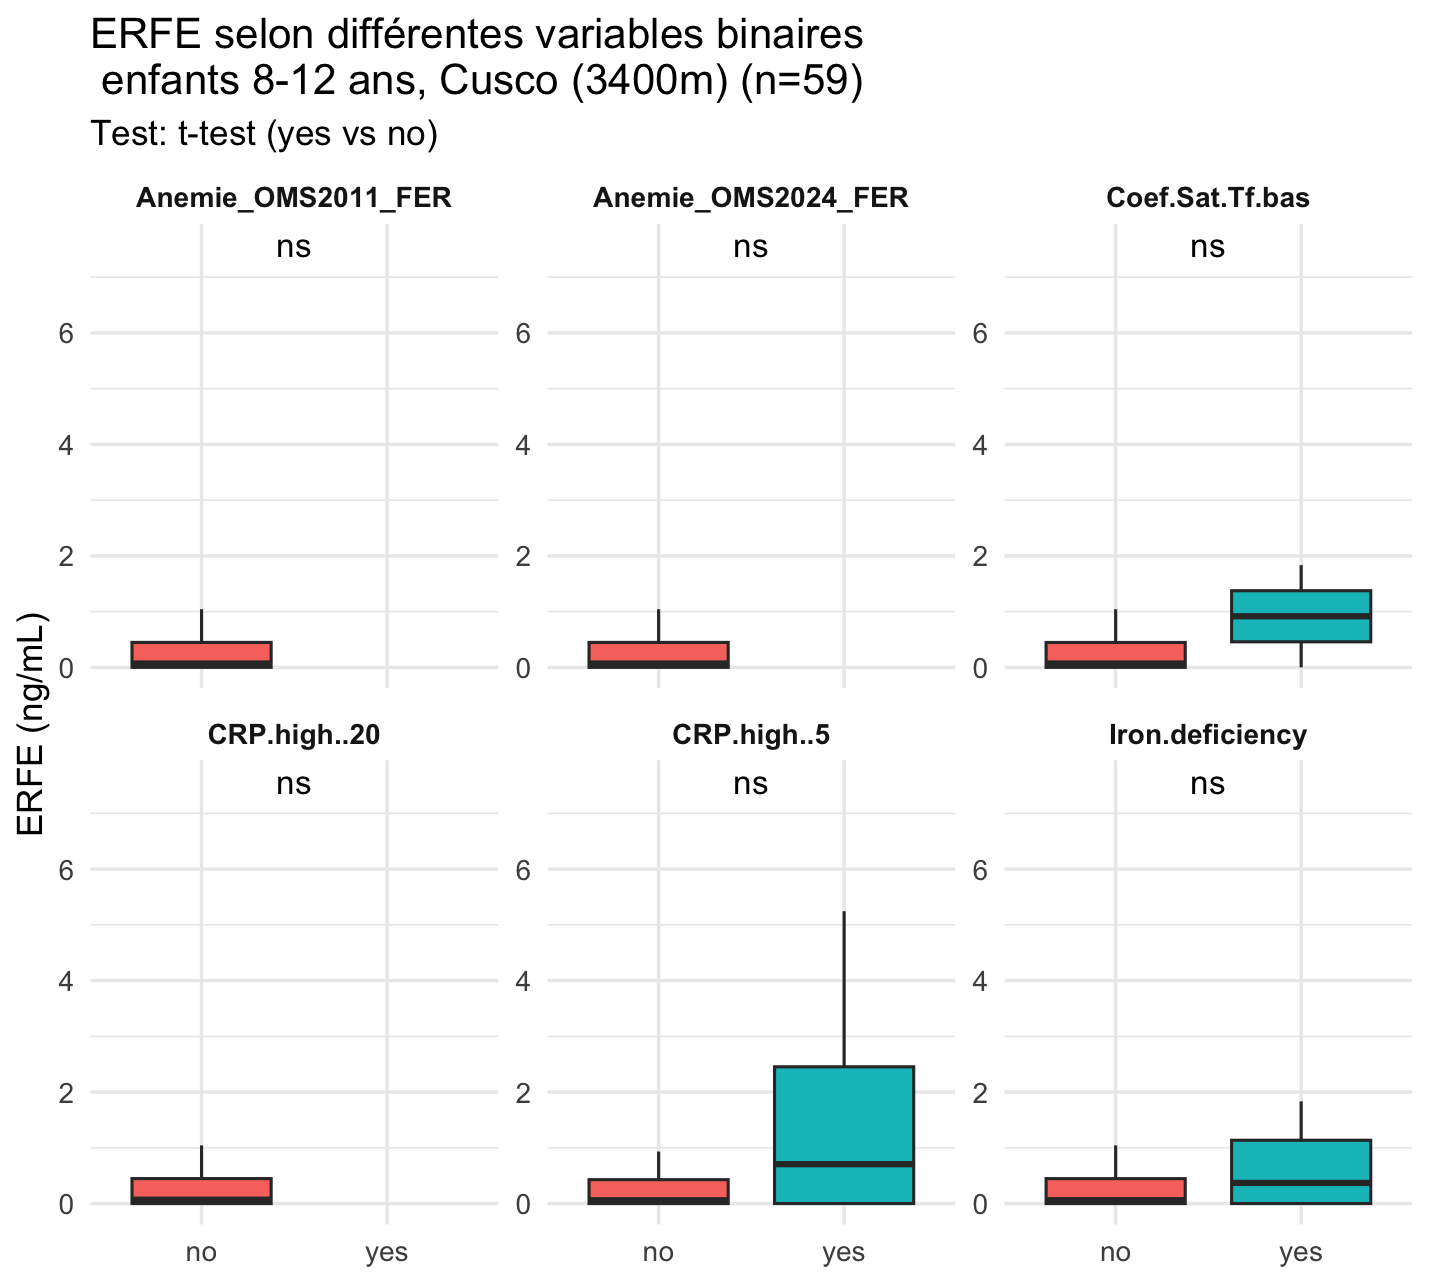 ERFE selon différentes variables binaires
enfants 8-12 ans, Cusco (3400m) (n=59)
Test: t-test (yes vs no)
ERFE (ng/mL)
Anemie_OMS2011_FER
ns
6
4
2
0
Anemie_OMS2024_FER
ns
6
4
2
0
Coef.Sat.Tf.bas
ns
6
4
2
0
CRP.high..20
ns
6
4
2
0
no yes
CRP.high..5
ns
6
4
2
0
no yes
Iron.deficiency
ns
6
4
2
0
no yes